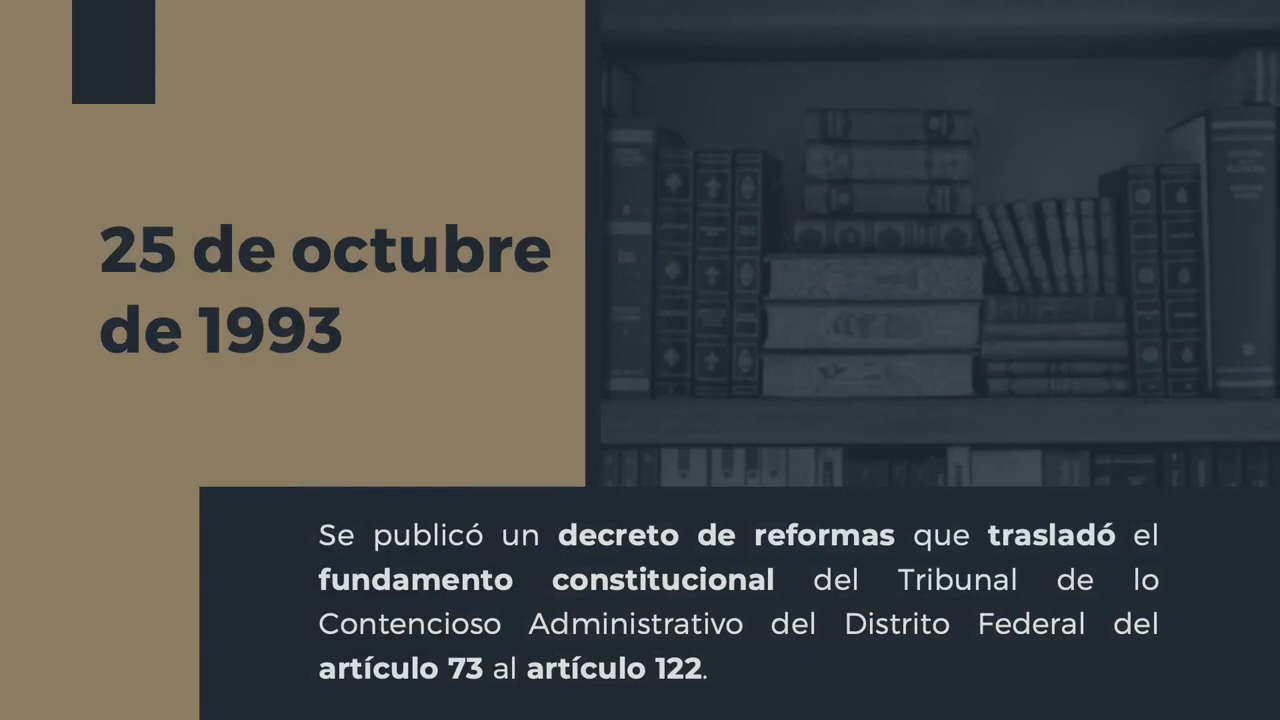 25 de octubre
de 1993
Se publicó un decreto de reformas que trasladó el
fundamento constitucional del Tribunal de lo
Contencioso Administrativo del Distrito Federal del
artículo 73 al artículo 122.